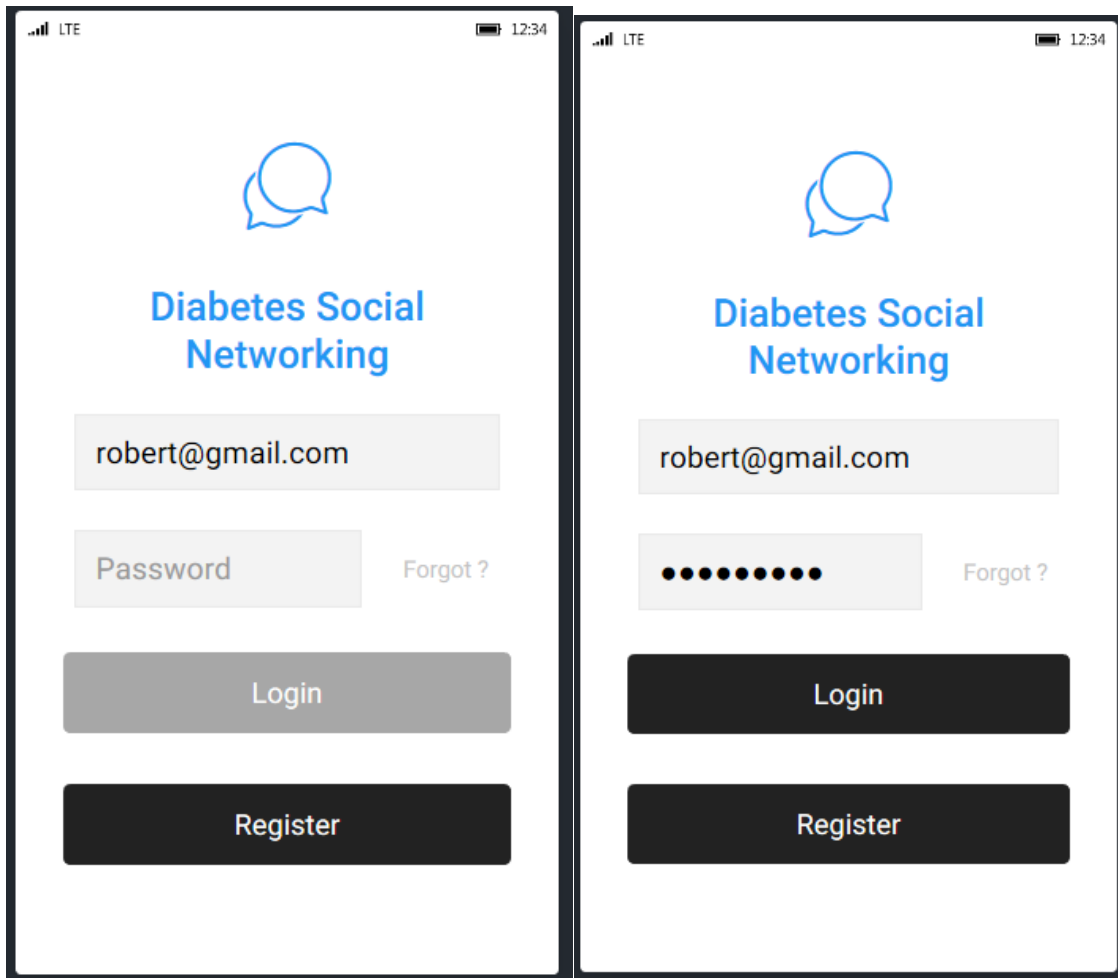 LTE 12:34
Diabetes Social
Networking
robert@gmail.com
Password Forgot ?
Login
Register
LTE 12:34
Diabetes Social
Networking
robert@gmail.com
●●●●●●●●● Forgot ?
Login
Register